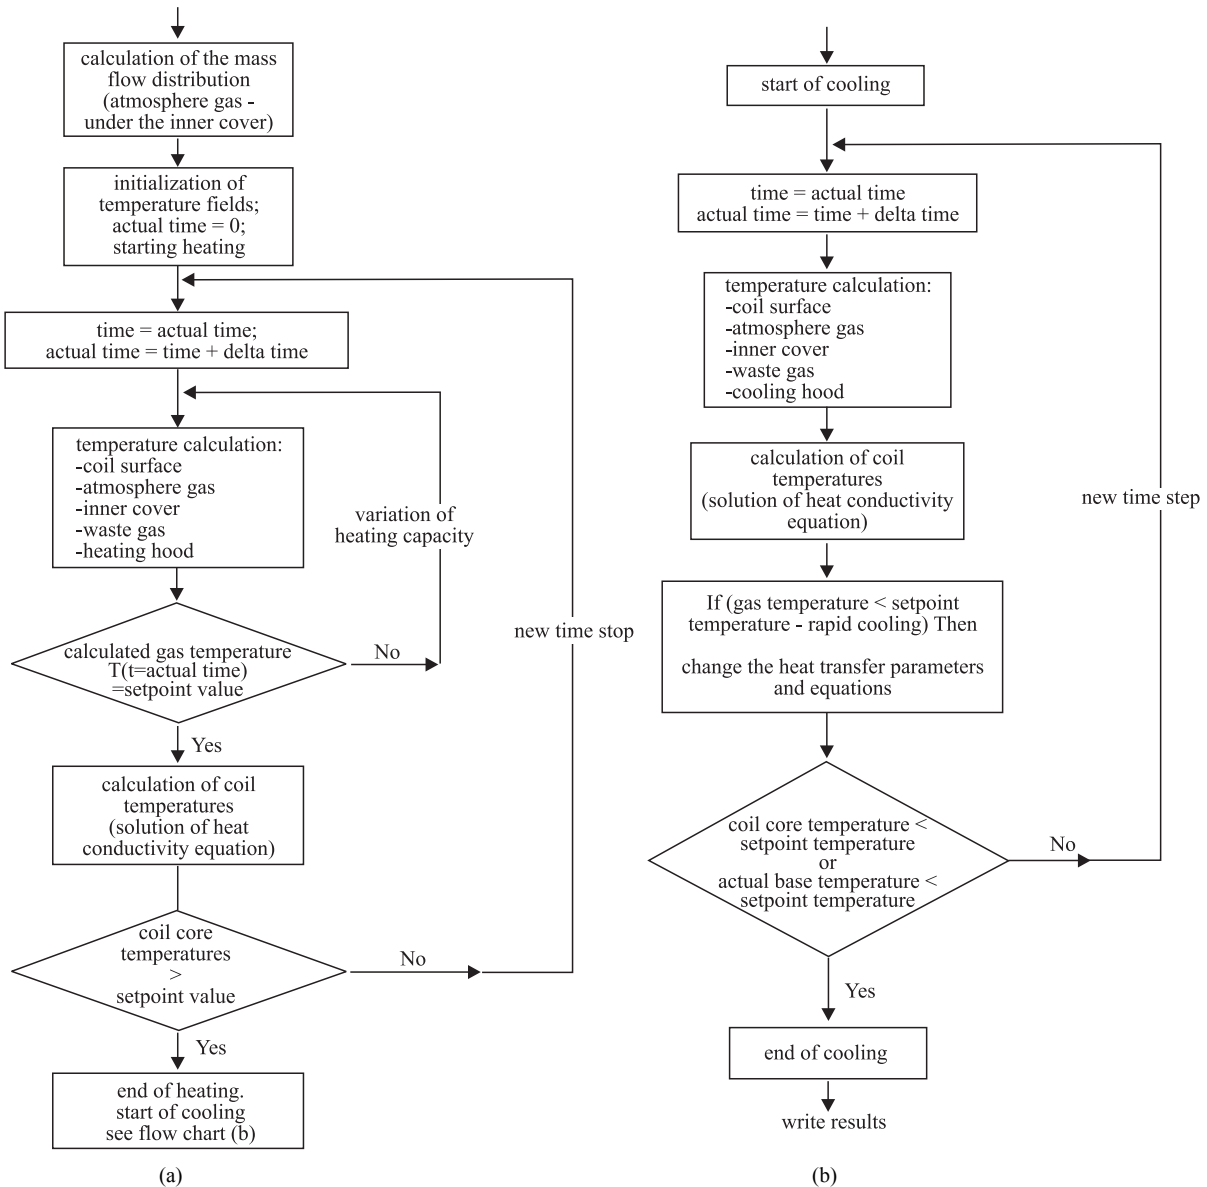 calculation of the mass
flow distribution
(atmosphere gas -
under the inner cover)
initialization of
temperature fields;
actual time = 0;
starting heating
time = actual time;
actual time = time + delta time
temperature calculation:
-coil surface
-atmosphere gas
-inner cover
-waste gas
-heating hood
variation of
heating capacity
calculated gas temperature
T(t=actual time)
=setpoint value
No
new time stop
Yes
calculation of coil
temperatures
(solution of heat
conductivity equation)
coil core
temperatures
>
setpoint value
No
Yes
end of heating.
start of cooling
see flow chart (b)
(a)
start of cooling
time = actual time
actual time = time + delta time
temperature calculation:
-coil surface
-atmosphere gas
-inner cover
-waste gas
-cooling hood
calculation of coil
temperatures
(solution of heat conductivity
equation)
new time step
If (gas temperature < setpoint
temperature - rapid cooling) Then
change the heat transfer parameters
and equations
coil core temperature <
setpoint temperature
or
actual base temperature <
setpoint temperature
No
Yes
end of cooling
write results
(b)